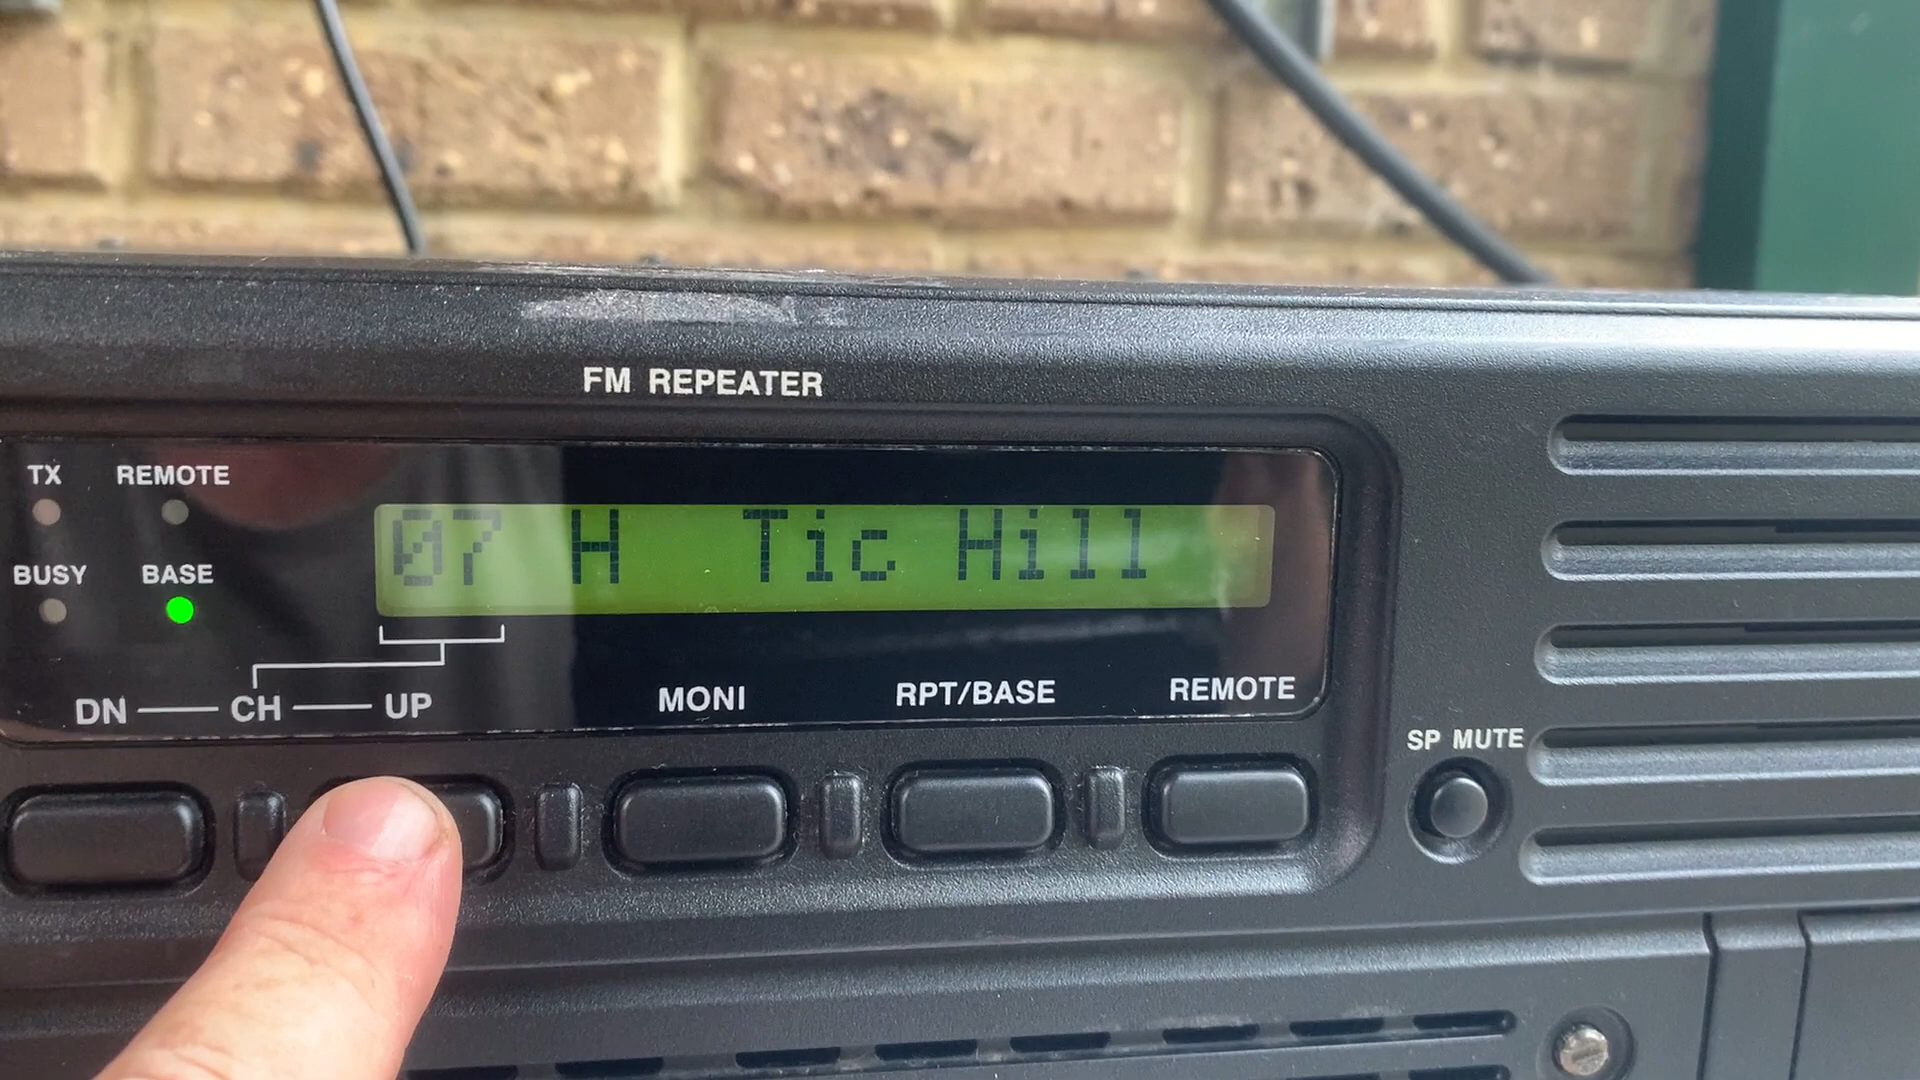 FM REPEATER
TX REMOTE
07 H Tic Hill
BUSY BASE
DN CH UP MONI RPT/BASE REMOTE
SP MUTE